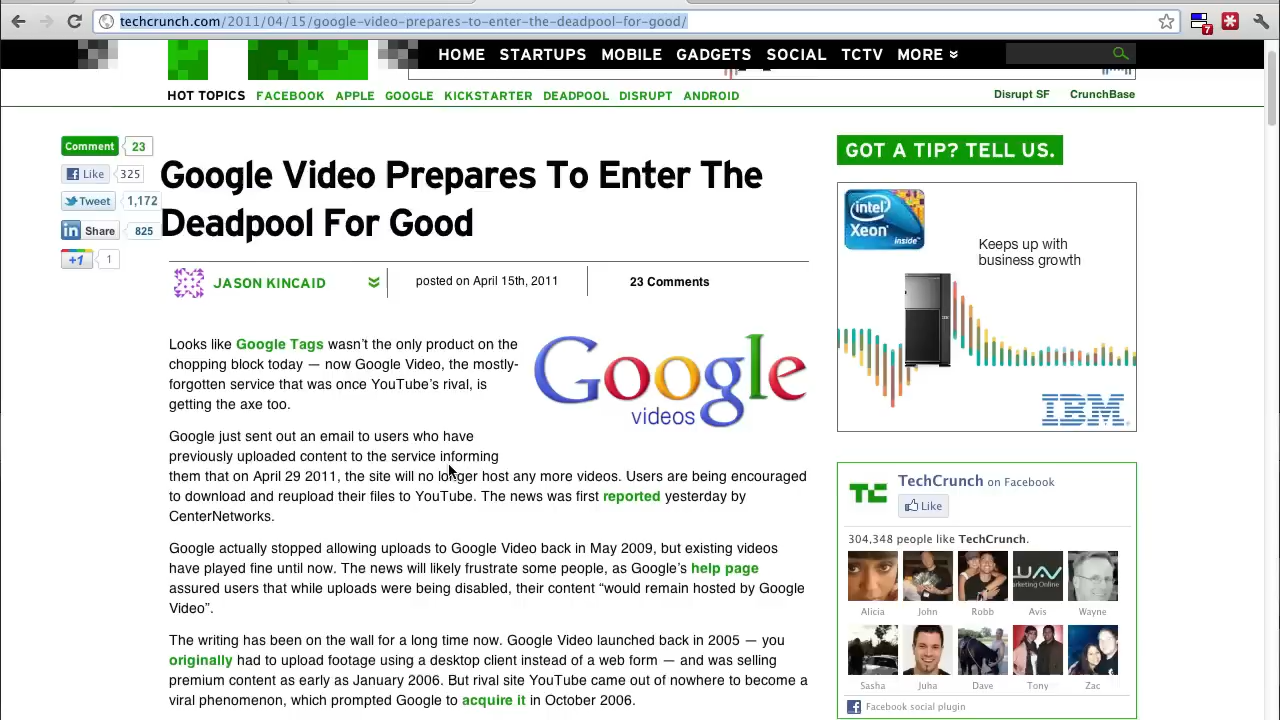 techcrunch.com/2011/04/15/google-video-prepares-to-enter-the-deadpool-for-good/
7
HOME STARTUPS MOBILE GADGETS SOCIAL TCTV MORE
HOT TOPICS FACEBOOK APPLE GOOGLE KICKSTARTER DEADPOOL DISRUPT ANDROID
Disrupt SF CrunchBase
Comment 23
Like 325
Tweet 1,172
in Share 825
+1 1
Google Video Prepares To Enter The
Deadpool For Good
JASON KINCAID posted on April 15th, 2011 23 Comments
Looks like Google Tags wasn't the only product on the
chopping block today — now Google Video, the mostly-
forgotten service that was once YouTube's rival, is
getting the axe too.
Google
videos
Google just sent out an email to users who have
previously uploaded content to the service informing
them that on April 29 2011, the site will no longer host any more videos. Users are being encouraged
to download and reupload their files to YouTube. The news was first reported yesterday by
CenterNetworks.
Google actually stopped allowing uploads to Google Video back in May 2009, but existing videos
have played fine until now. The news will likely frustrate some people, as Google's help page
assured users that while uploads were being disabled, their content “would remain hosted by Google
Video”.
The writing has been on the wall for a long time now. Google Video launched back in 2005 — you
originally had to upload footage using a desktop client instead of a web form — and was selling
premium content as early as January 2006. But rival site YouTube came out of nowhere to become a
viral phenomenon, which prompted Google to acquire it in October 2006.
GOT A TIP? TELL US.
intel
Xeon
inside™
Keeps up with
business growth
IBM
TC
TechCrunch on Facebook
Like
304,348 people like TechCrunch.
UAV
arketing Online
Alicia John Robb Avis Wayne
Sasha Juha Dave Tony Zac
Facebook social plugin